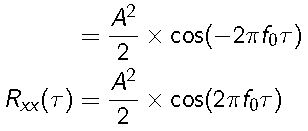 = A²/2 × cos(−2πf₀τ)
Rₓₓ(τ) = A²/2 × cos(2πf₀τ)